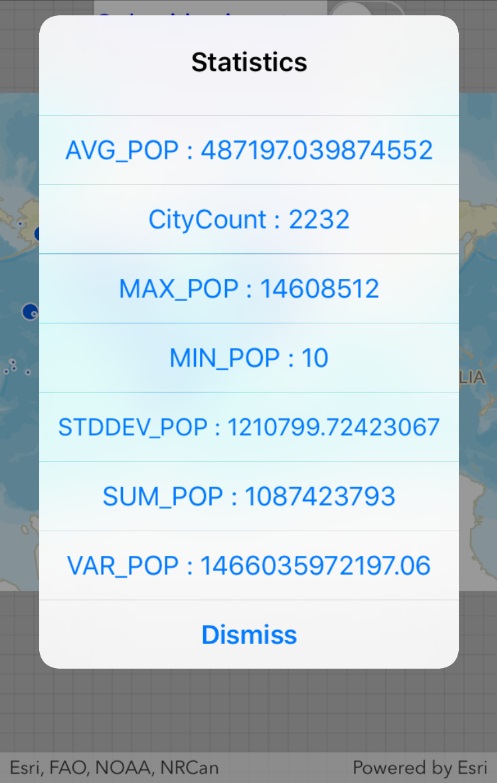 Statistics
AVG_POP : 487197.039874552
CityCount : 2232
MAX_POP : 14608512
MIN_POP : 10
LIA
STDDEV_POP : 1210799.72423067
SUM_POP : 1087423793
VAR_POP : 1466035972197.06
Dismiss
Esri, FAO, NOAA, NRCan
Powered by Esri